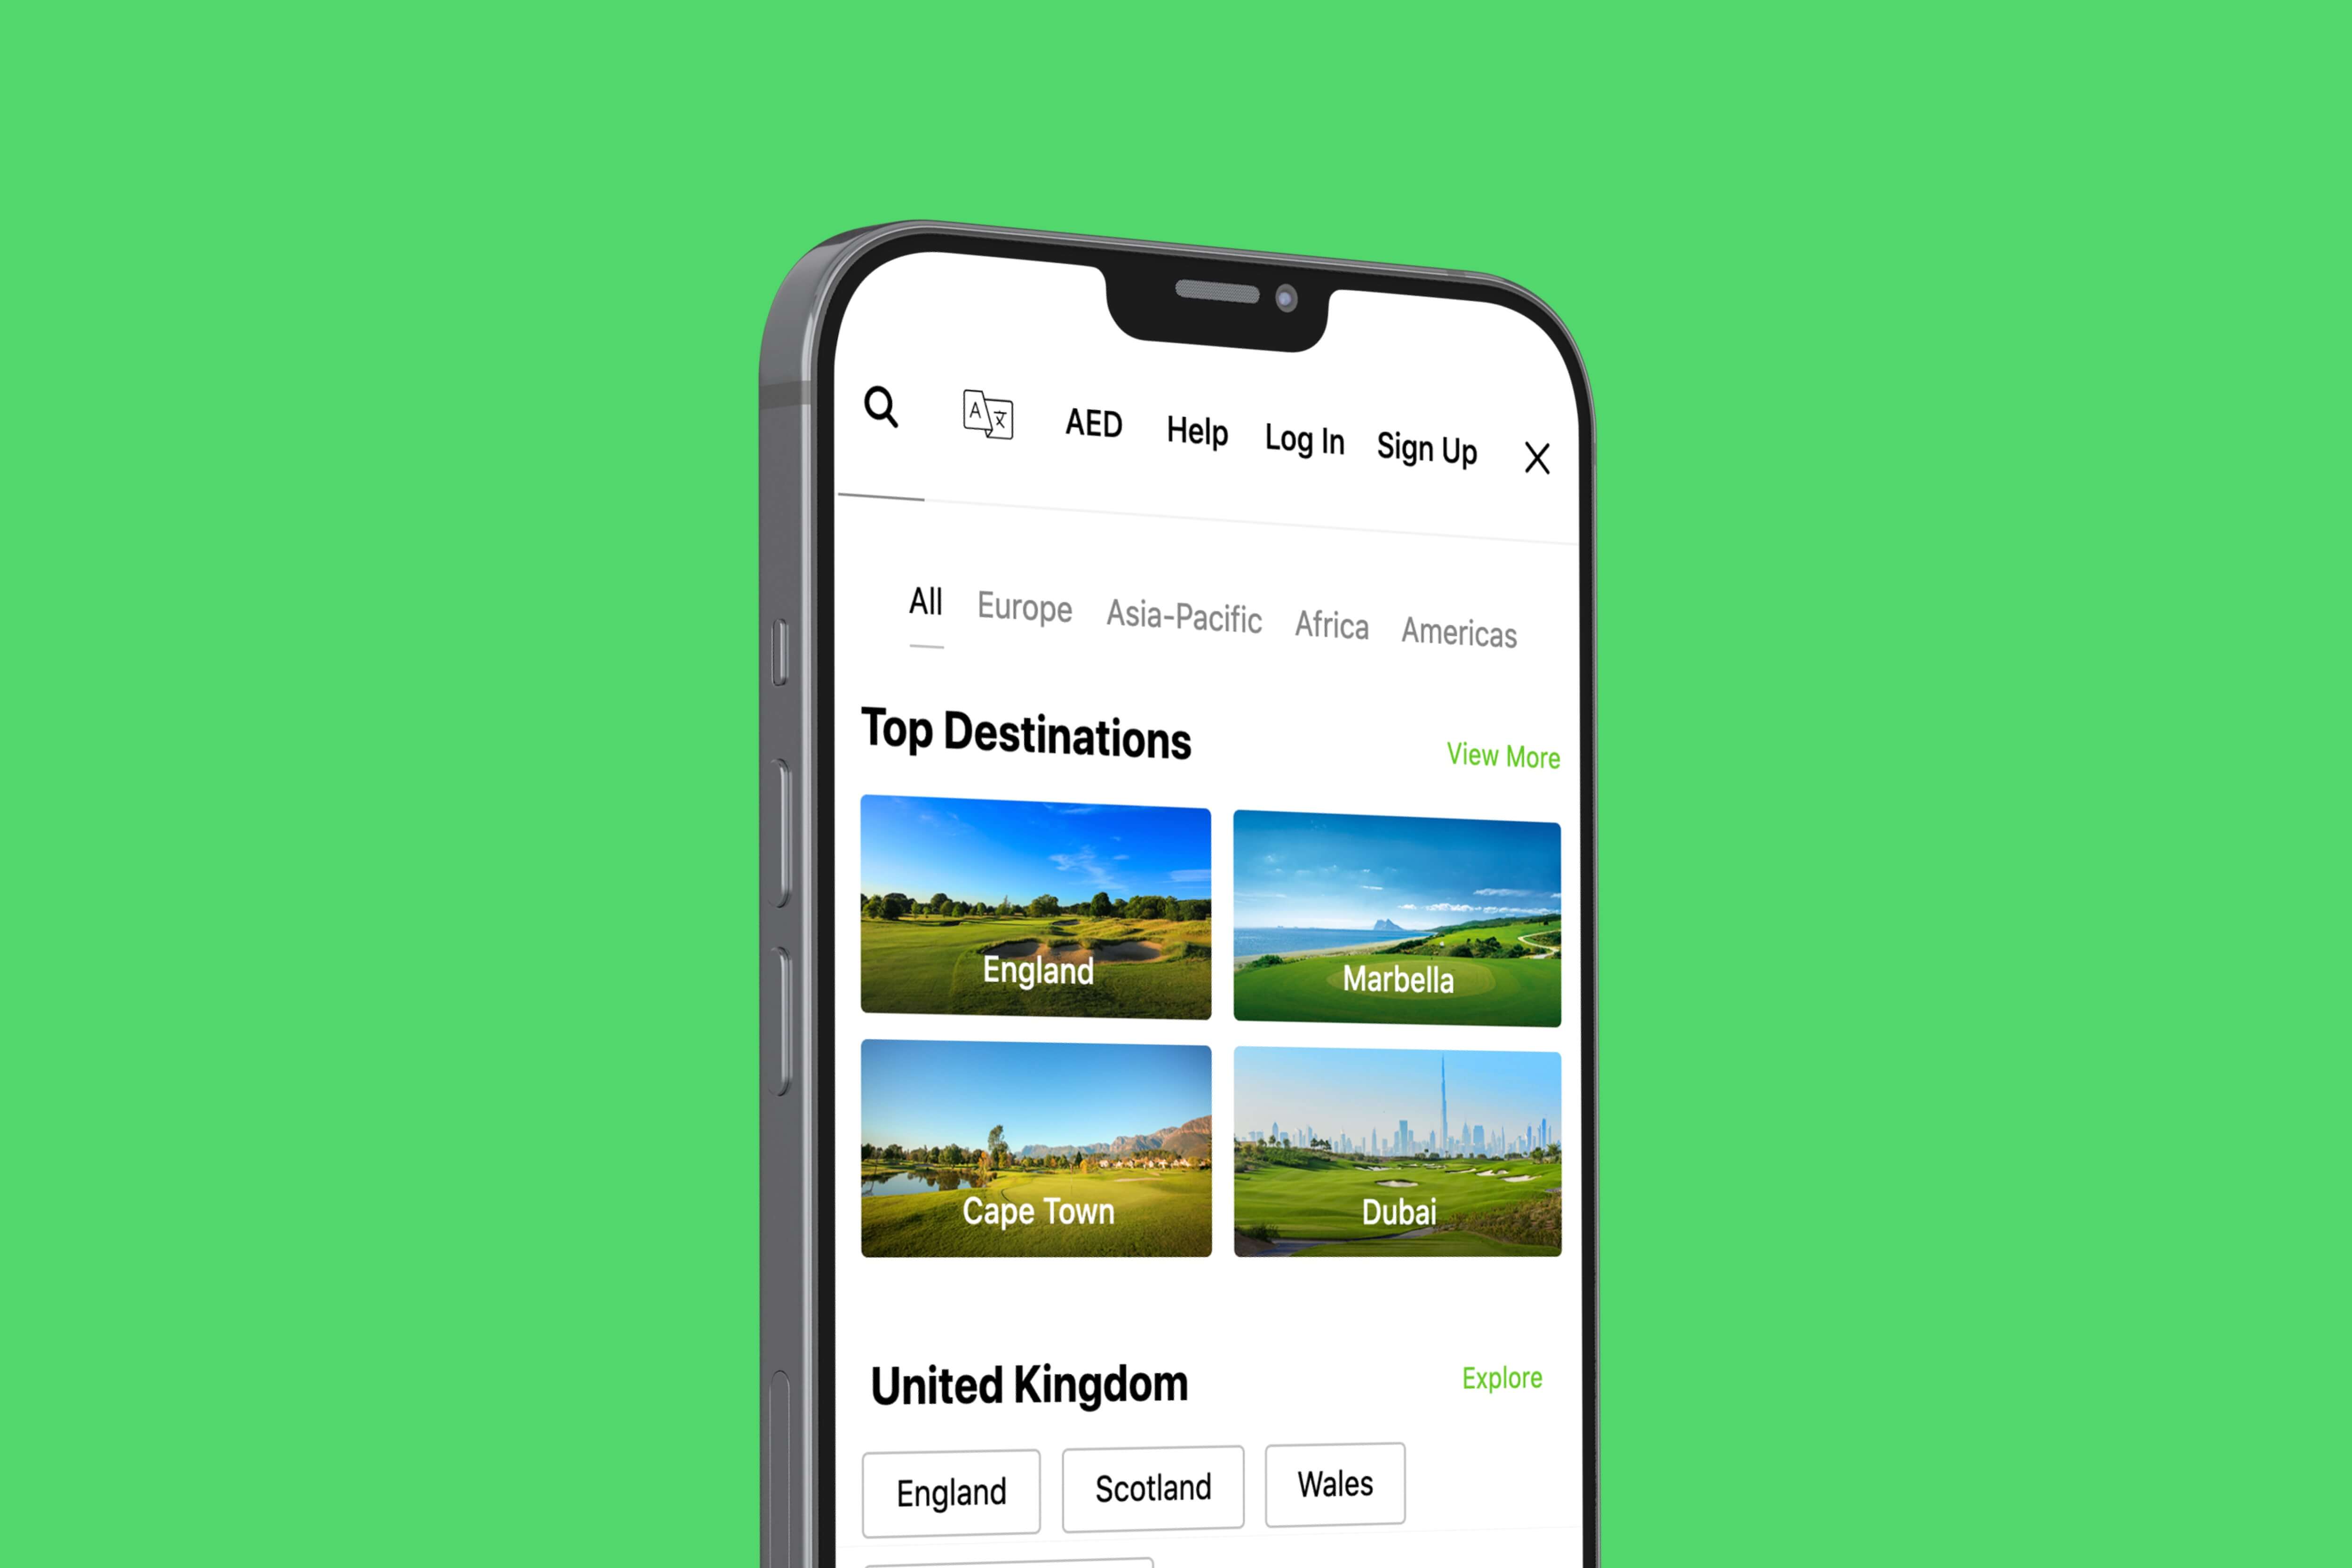 A 文 AED Help Log In Sign Up
All Europe Asia-Pacific Africa Americas
Top Destinations View More
England Marbella
Cape Town Dubai
United Kingdom Explore
England Scotland Wales